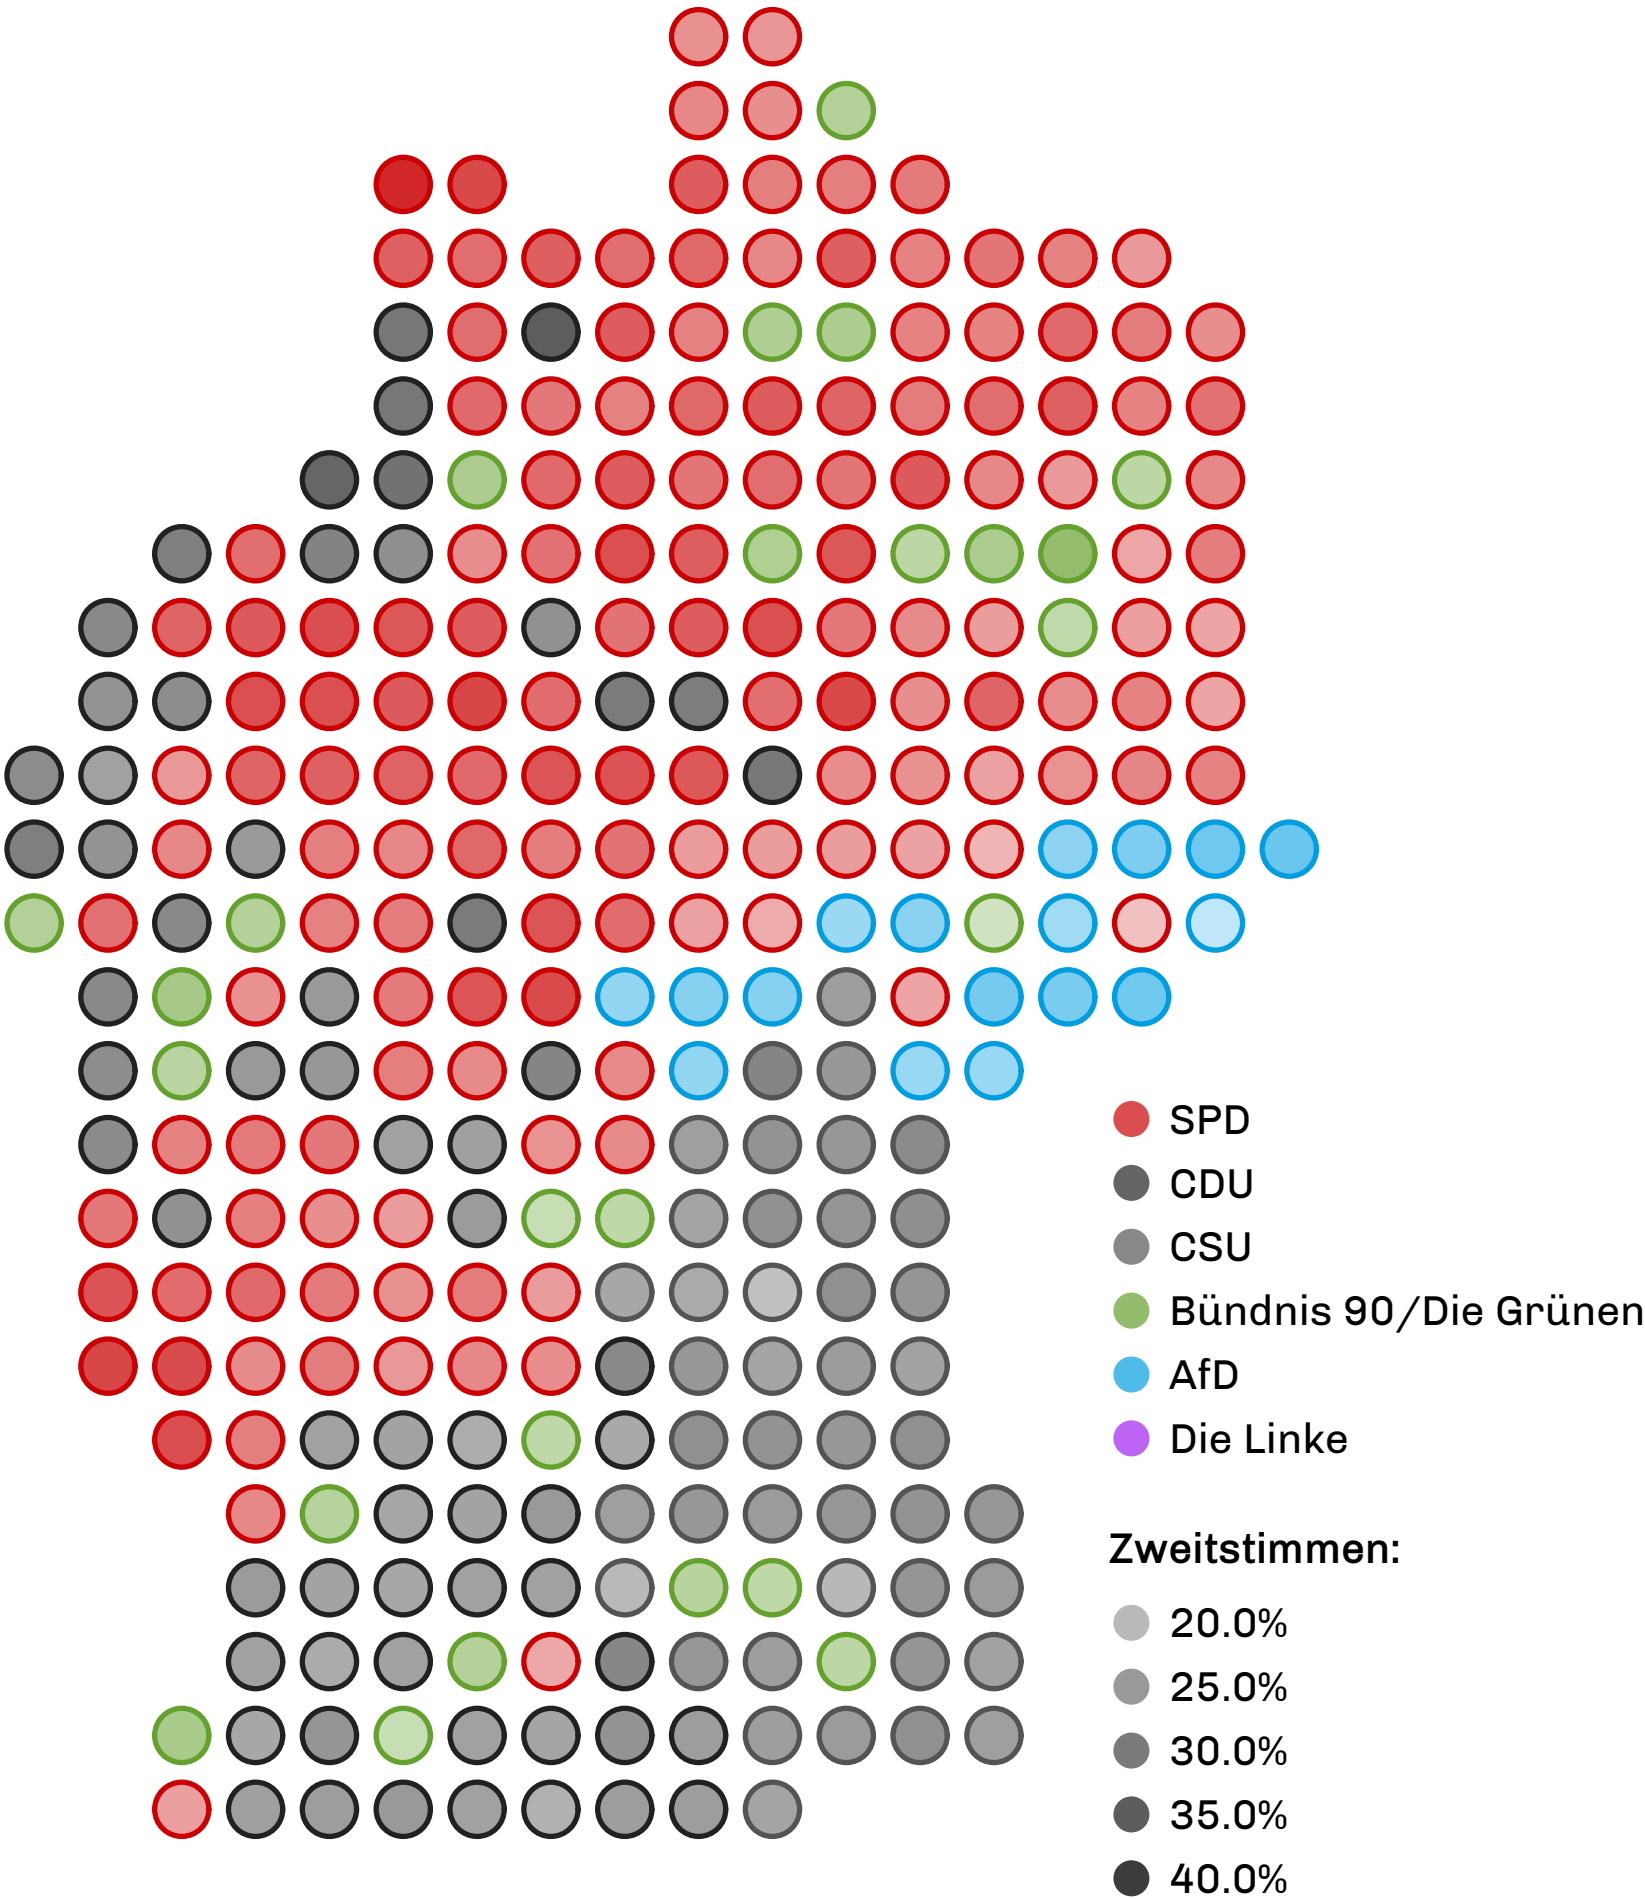 SPD
CDU
CSU
Bündnis 90/Die Grünen
AfD
Die Linke
Zweitstimmen:
20.0%
25.0%
30.0%
35.0%
40.0%